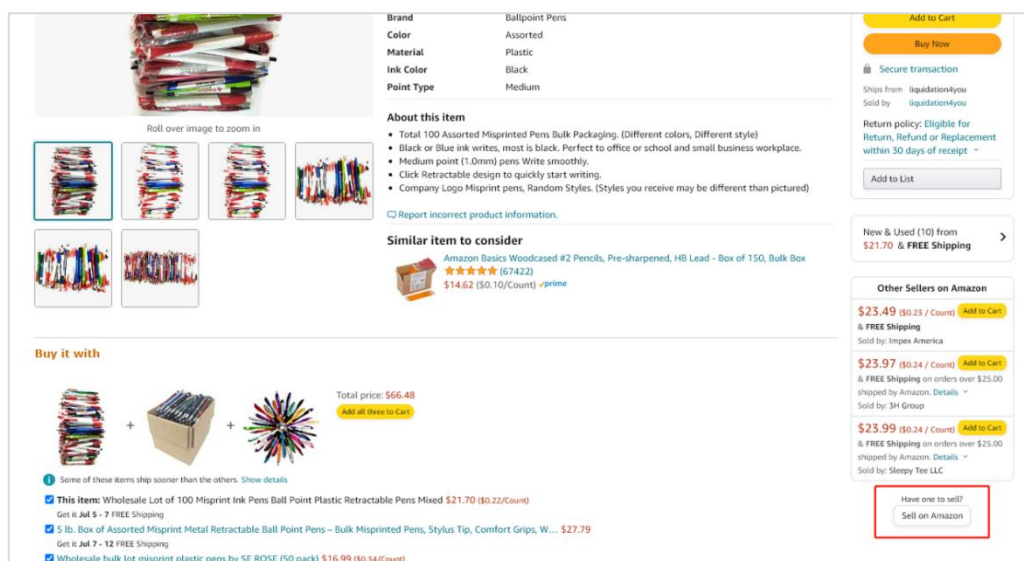 Brand Ballpoint Pens
Color Assorted
Material Plastic
Ink Color Black
Point Type Medium
About this item
• Total 100 Assorted Misprinted Pens Bulk Packaging. (Different colors, Different style)
• Black or Blue ink writes, most is black. Perfect to office or school and small business workplace.
• Medium point (1.0mm) pens Write smoothly.
• Click Retractable design to quickly start writing.
• Company Logo Misprint pens, Random Styles. (Styles you receive may be different than pictured)
Report incorrect product information.
Similar item to consider
Amazon Basics Woodcased #2 Pencils, Pre-sharpened, HB Lead - Box of 150, Bulk Box
(67422)
$14.62 ($0.10/Count) prime
Roll over image to zoom in
Add to Cart
Buy Now
Secure transaction
Ships from liquidation4you
Sold by liquidation4you
Return policy: Eligible for
Return, Refund or Replacement
within 30 days of receipt
Add to List
New & Used (10) from
$21.70 & FREE Shipping
Other Sellers on Amazon
$23.49 ($0.23 / Count) Add to Cart
& FREE Shipping
Sold by: Impex America
$23.97 ($0.24 / Count) Add to Cart
& FREE Shipping on orders over $25.00
shipped by Amazon. Details
Sold by: 3H Group
$23.99 ($0.24 / Count) Add to Cart
& FREE Shipping on orders over $25.00
shipped by Amazon. Details
Sold by: Sleepy Tee LLC
Have one to sell?
Sell on Amazon
Buy it with
+ +
Total price: $66.48
Add all three to Cart
Some of these items ship sooner than the others. Show details
This item: Wholesale Lot of 100 Misprint Ink Pens Ball Point Plastic Retractable Pens Mixed $21.70 ($0.22/Count)
Get it Jul 5 - 7 FREE Shipping
5 lb. Box of Assorted Misprint Metal Retractable Ball Point Pens – Bulk Misprinted Pens, Stylus Tip, Comfort Grips, W... $27.79
Get it Jul 7 - 12 FREE Shipping
Wholesale bulk lot misprint plastic pens by SE ROSE (50 pack) $16.99 ($0.34/Count)